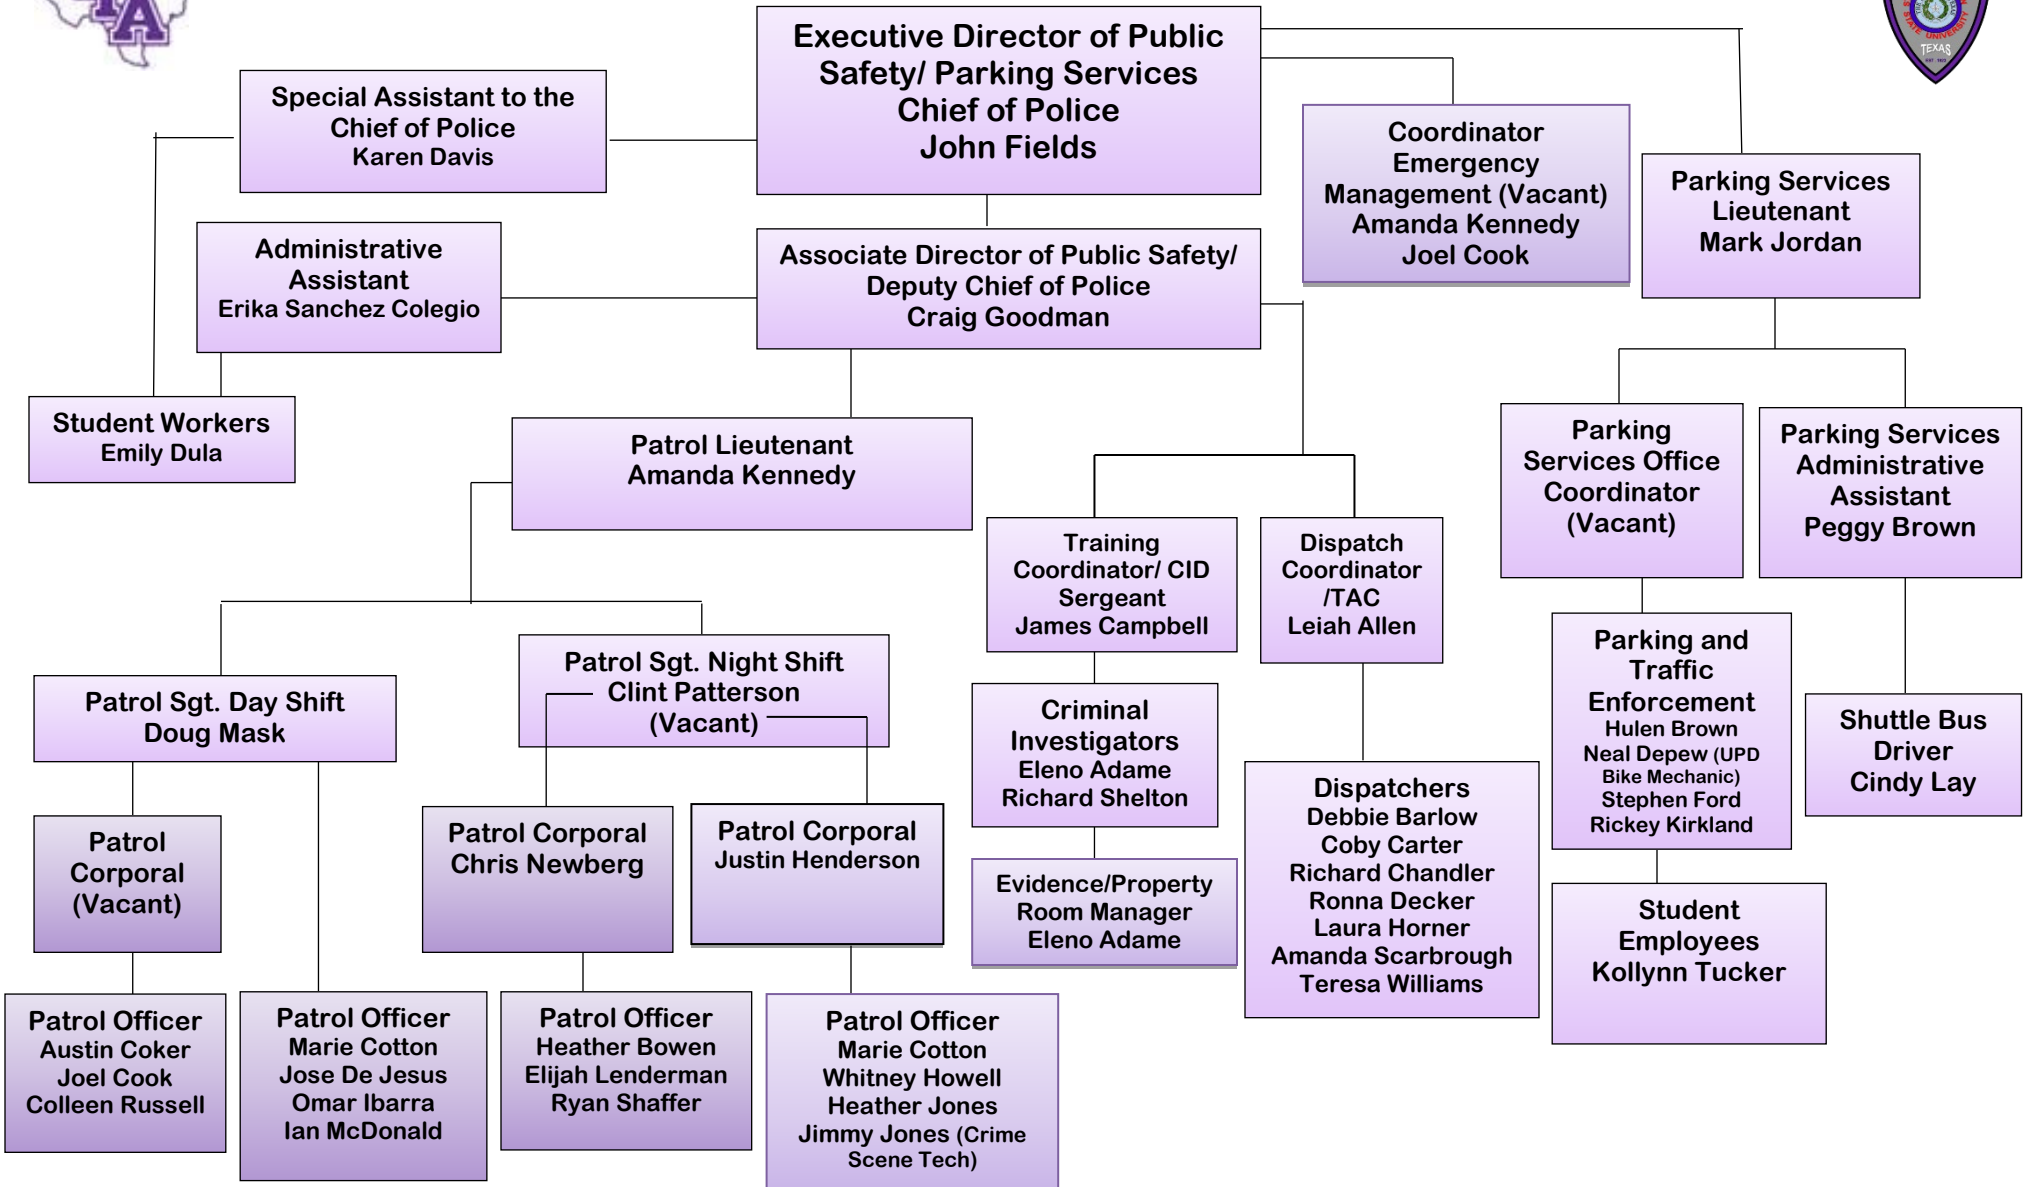 TA
STATE UNIVERSITY
TEXAS
Executive Director of Public
Safety/ Parking Services
Chief of Police
John Fields
Special Assistant to the
Chief of Police
Karen Davis
Coordinator
Emergency
Management (Vacant)
Amanda Kennedy
Joel Cook
Parking Services
Lieutenant
Mark Jordan
Administrative
Assistant
Erika Sanchez Colegio
Associate Director of Public Safety/
Deputy Chief of Police
Craig Goodman
Student Workers
Emily Dula
Patrol Lieutenant
Amanda Kennedy
Parking
Services Office
Coordinator
(Vacant)
Parking Services
Administrative
Assistant
Peggy Brown
Training
Coordinator/ CID
Sergeant
James Campbell
Dispatch
Coordinator
/TAC
Leiah Allen
Patrol Sgt. Day Shift
Doug Mask
Patrol Sgt. Night Shift
Clint Patterson
(Vacant)
Criminal
Investigators
Eleno Adame
Richard Shelton
Parking and
Traffic
Enforcement
Hulen Brown
Neal Depew (UPD
Bike Mechanic)
Stephen Ford
Rickey Kirkland
Shuttle Bus
Driver
Cindy Lay
Patrol
Corporal
(Vacant)
Patrol Corporal
Chris Newberg
Patrol Corporal
Justin Henderson
Evidence/Property
Room Manager
Eleno Adame
Dispatchers
Debbie Barlow
Coby Carter
Richard Chandler
Ronna Decker
Laura Horner
Amanda Scarbrough
Teresa Williams
Student
Employees
Kollynn Tucker
Patrol Officer
Austin Coker
Joel Cook
Colleen Russell
Patrol Officer
Marie Cotton
Jose De Jesus
Omar Ibarra
Ian McDonald
Patrol Officer
Heather Bowen
Elijah Lenderman
Ryan Shaffer
Patrol Officer
Marie Cotton
Whitney Howell
Heather Jones
Jimmy Jones (Crime
Scene Tech)